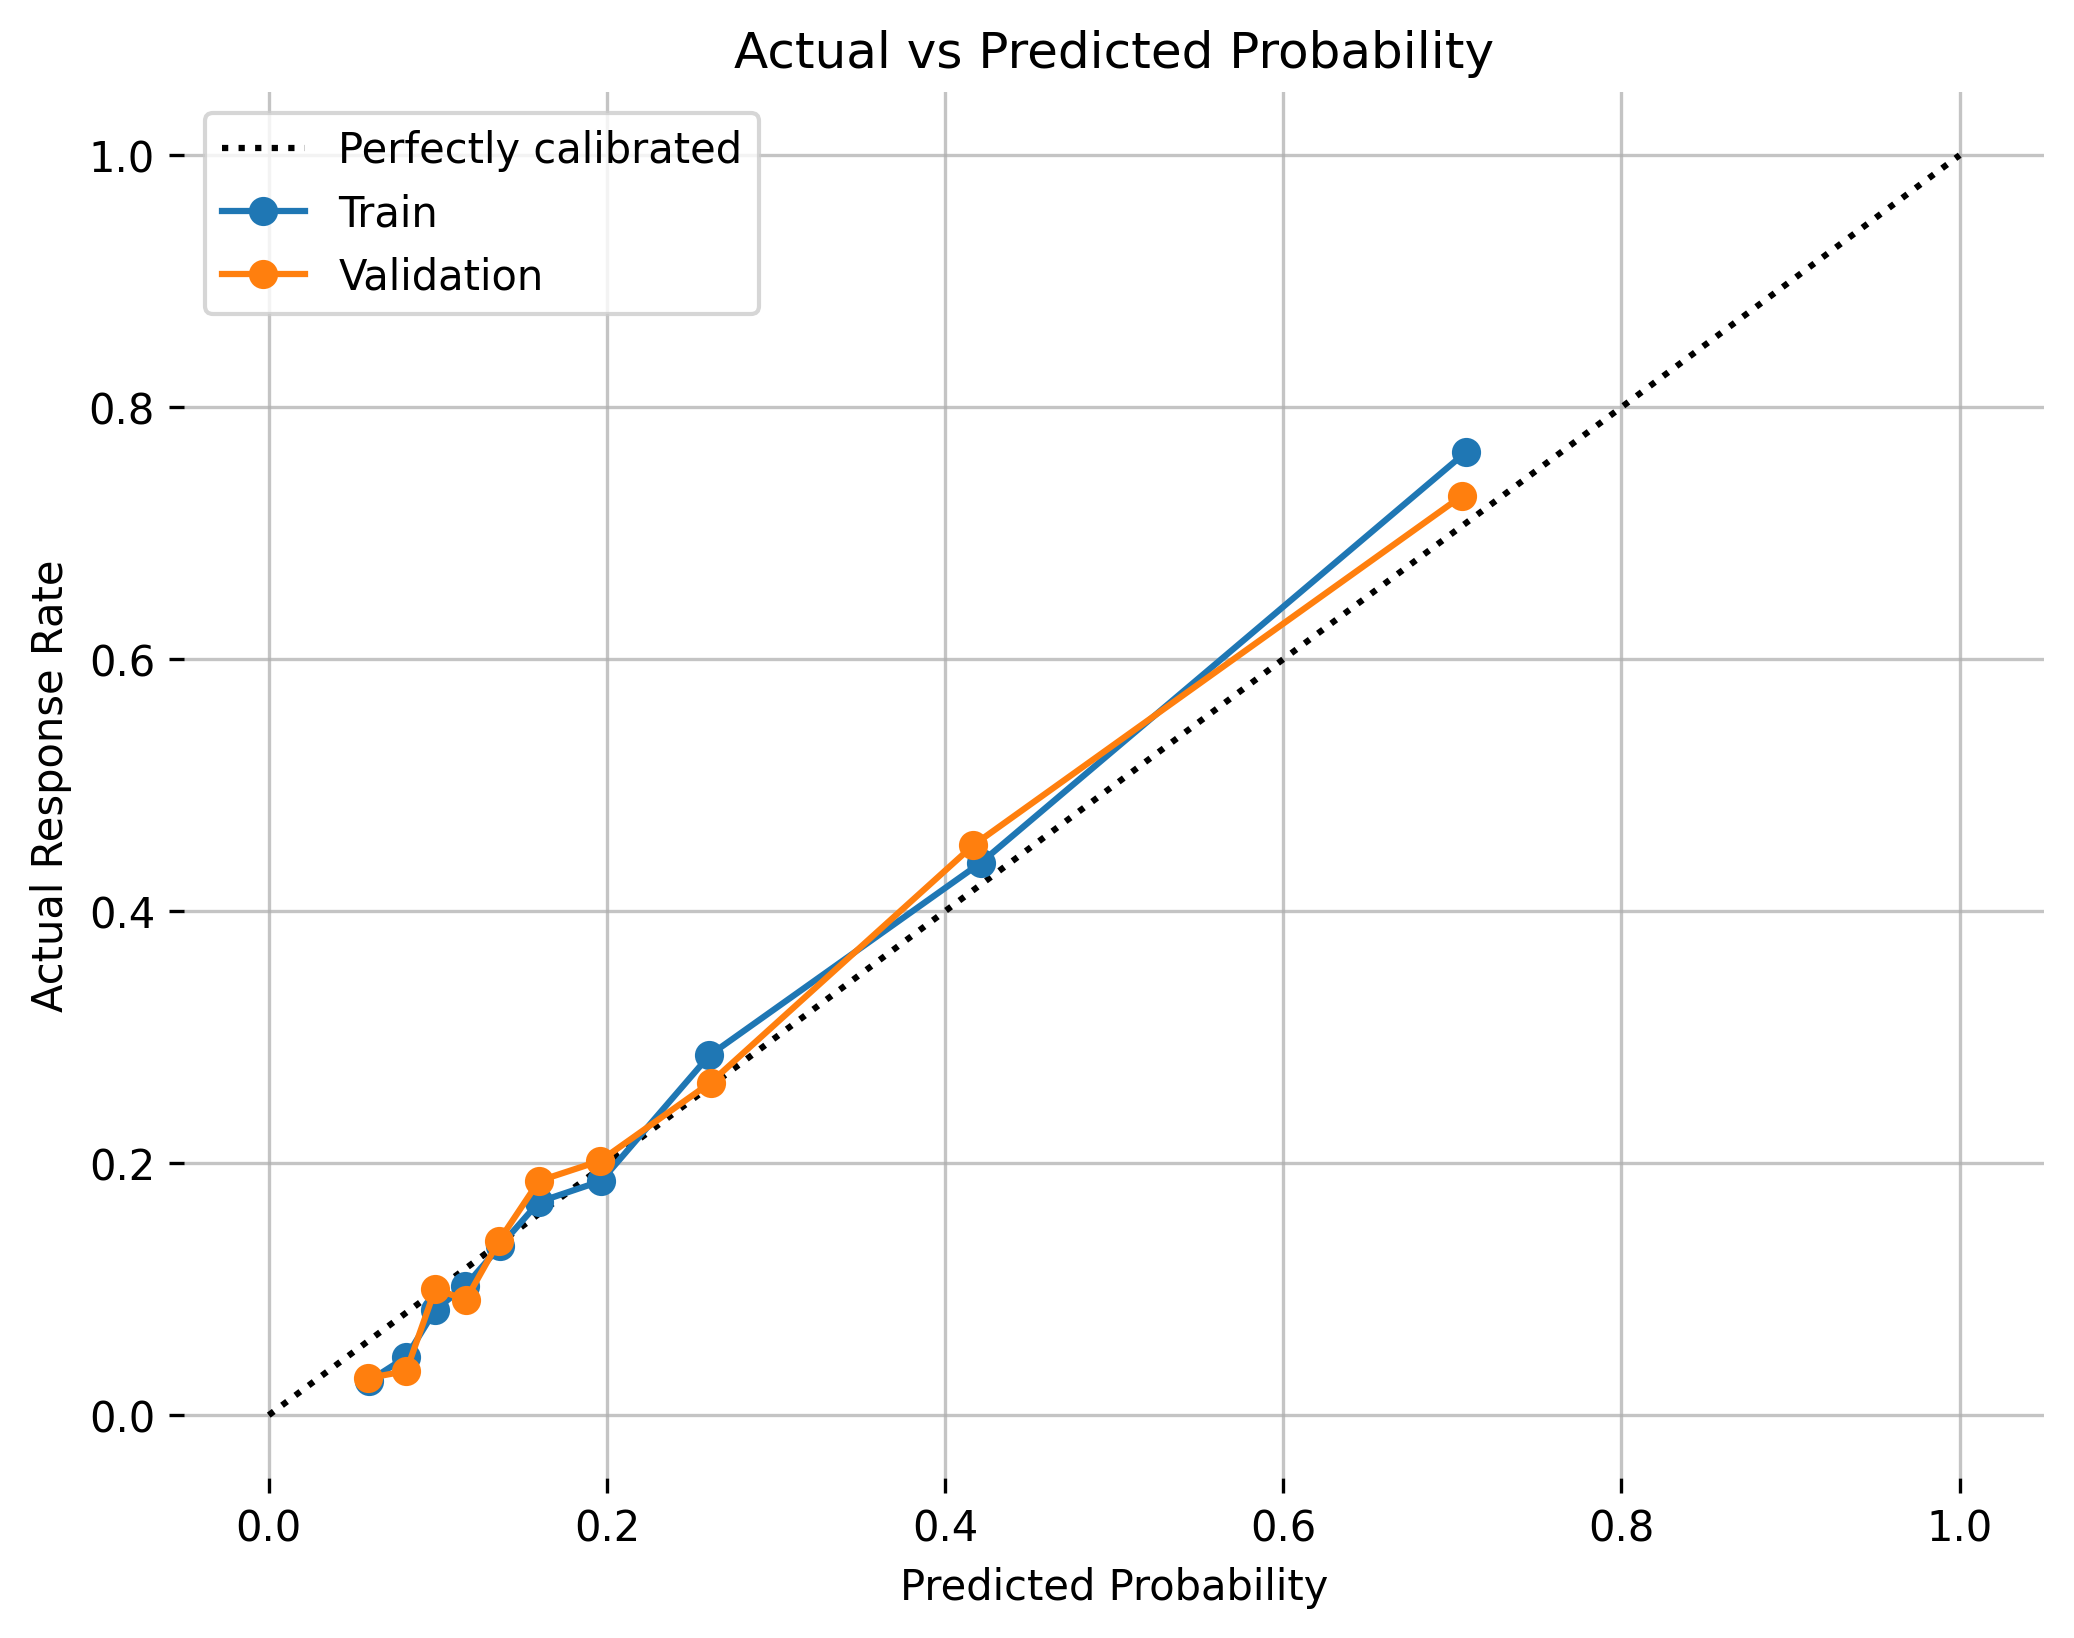 Actual vs Predicted Probability
Perfectly calibrated
Train
Validation
Actual Response Rate
1.0
0.8
0.6
0.4
0.2
0.0
0.0 0.2 0.4 0.6 0.8 1.0
Predicted Probability